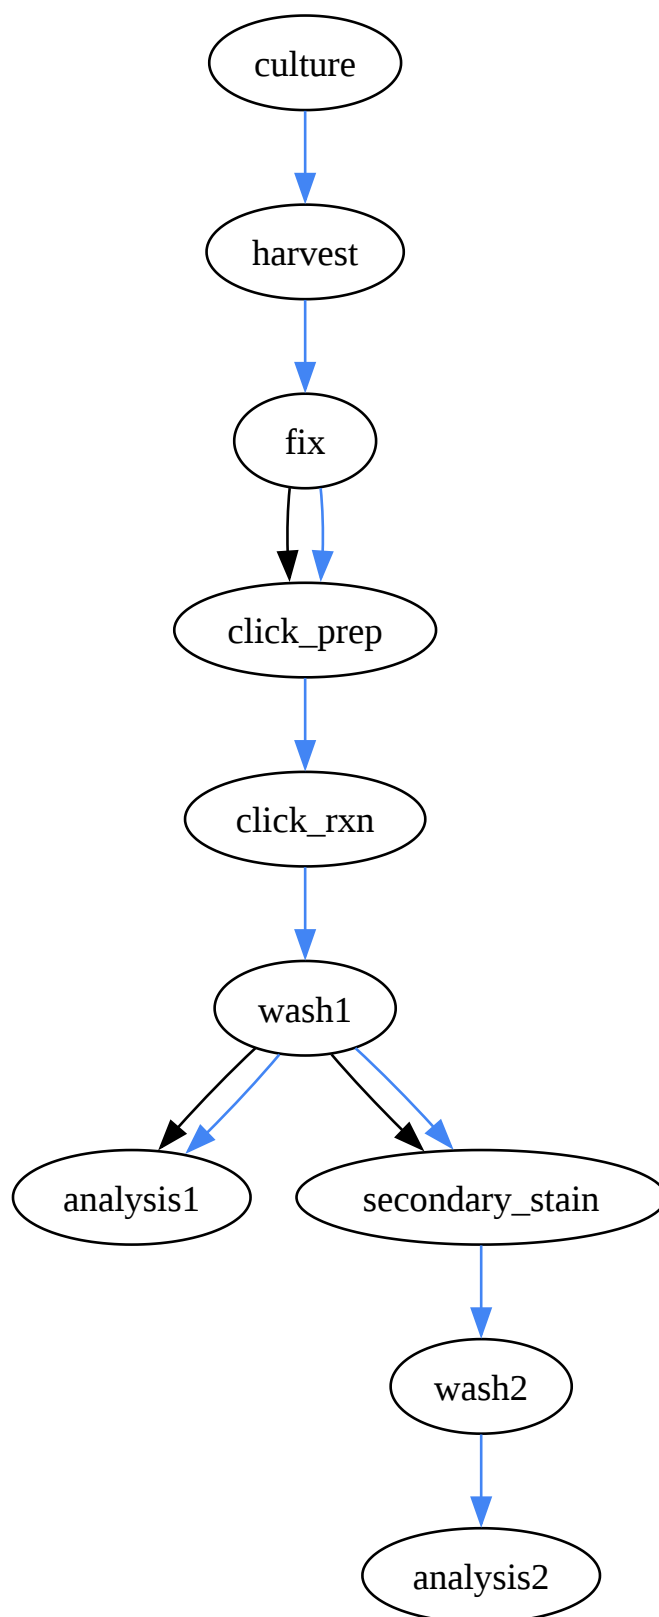 culture
harvest
fix
click_prep
click_rxn
wash1
analysis1
secondary_stain
wash2
analysis2